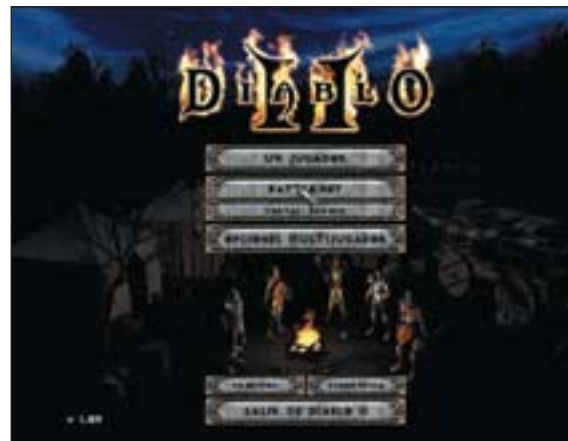 DIABLO II
UN JUGADOR
BATTLE.NET
OPCIONES MULTIJUGADOR
SALIR DE DIABLO II